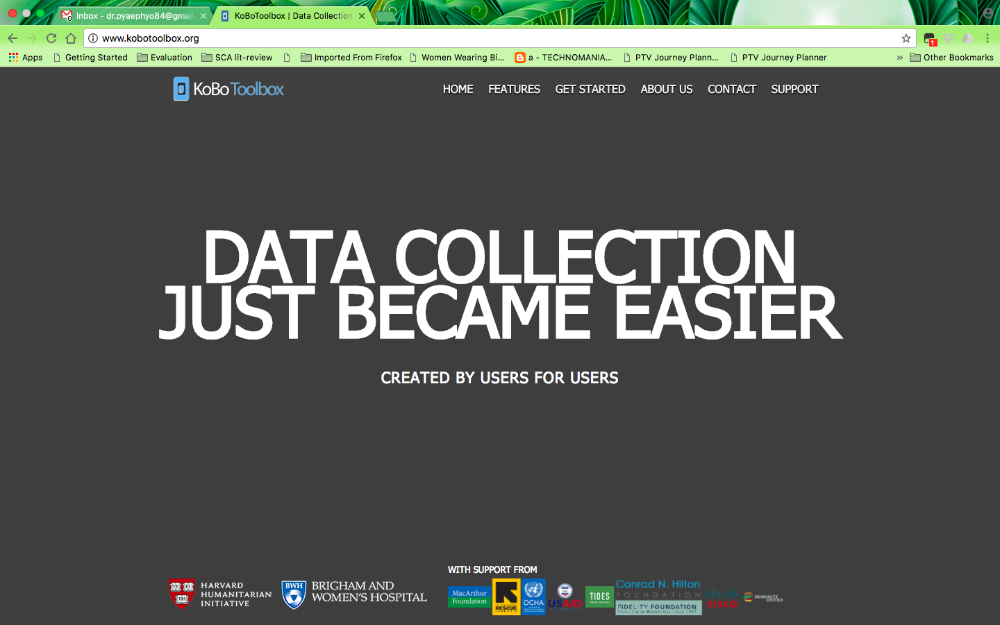 Inbox - dr.pyaephyo84@gmail.
KoBoToolbox | Data Collection
www.kobotoolbox.org
1
Apps
Getting Started
Evaluation
SCA lit-review
Imported From Firefox
Women Wearing Bi...
a - TECHNOMANIA...
PTV Journey Plann...
PTV Journey Planner
»
Other Bookmarks
KoBoToolbox
HOME
FEATURES
GET STARTED
ABOUT US
CONTACT
SUPPORT
DATA COLLECTION
JUST BECAME EASIER
CREATED BY USERS FOR USERS
WITH SUPPORT FROM
HARVARD
HUMANITARIAN
INITIATIVE
BWH
BRIGHAM AND
WOMEN'S HOSPITAL
MacArthur
Foundation
RESCUE
OCHA
USAID
TIDES
Conrad N. Hilton
FOUNDATION
FIDELITY FOUNDATION
CISCO
HUMANITY
UNITED